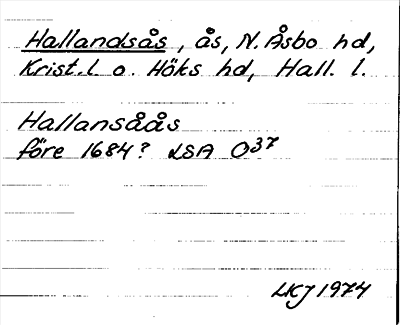 Hallandsås, ås, N. Åsbo hd,
Krist. l. o. Höks hd, Hall. l.
Hallansåås
före 1684? LSA O37
LKJ 1974